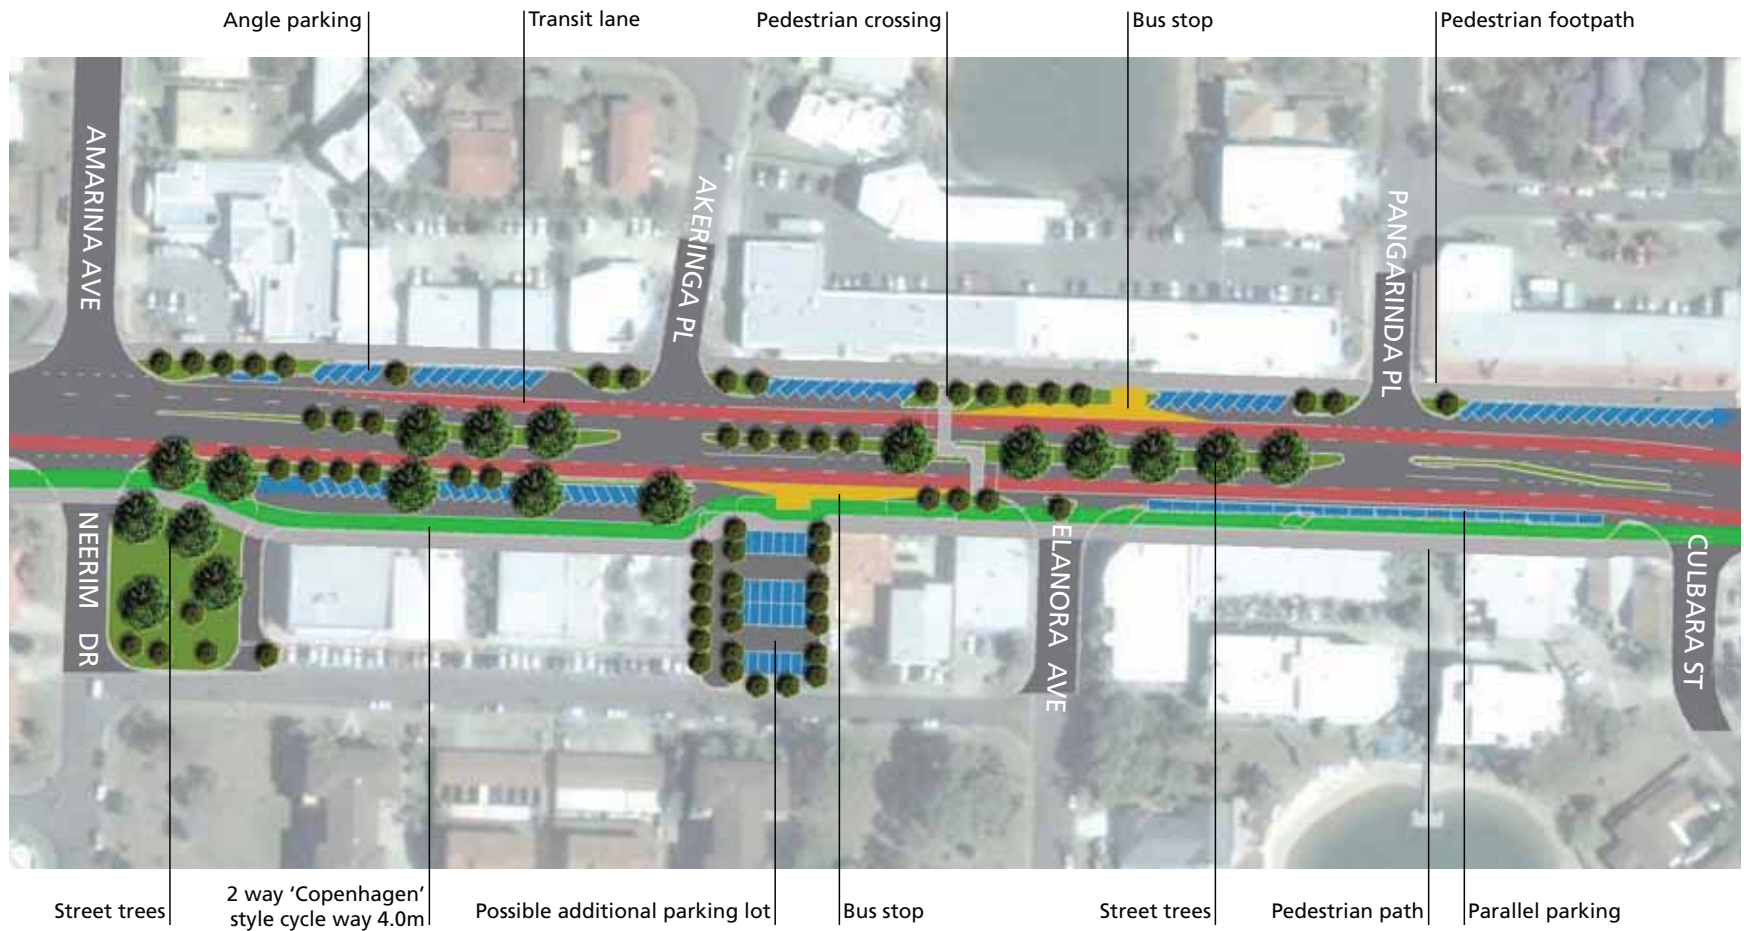 Angle parking
Transit lane
Pedestrian crossing
Bus stop
Pedestrian footpath
AMARINA AVE
AKERINGA PL
PANGARINDA PL
NEERIM DR
ELANORA AVE
CULBARA ST
Street trees
2 way ‘Copenhagen’
style cycle way 4.0m
Possible additional parking lot
Bus stop
Street trees
Pedestrian path
Parallel parking